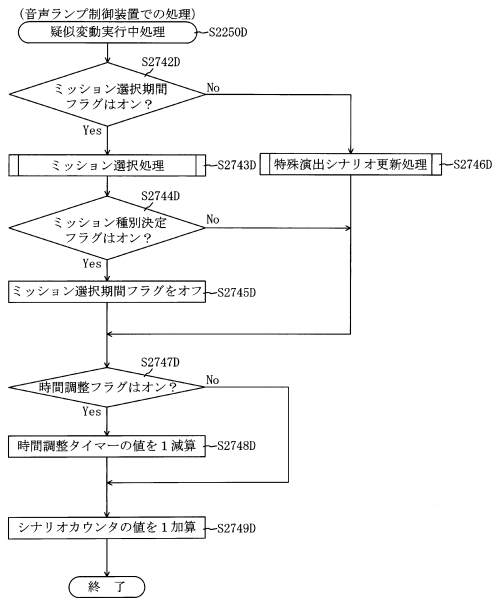 (音声ランプ制御装置での処理)
疑似変動実行中処理
S2250D
S2742D
ミッション選択期間
フラグはオン？
No
Yes
ミッション選択処理
S2743D
特殊演出シナリオ更新処理
S2746D
S2744D
ミッション種別決定
フラグはオン？
No
Yes
ミッション選択期間フラグをオフ
S2745D
S2747D
時間調整フラグはオン？
No
Yes
時間調整タイマーの値を１減算
S2748D
シナリオカウンタの値を１加算
S2749D
終 了